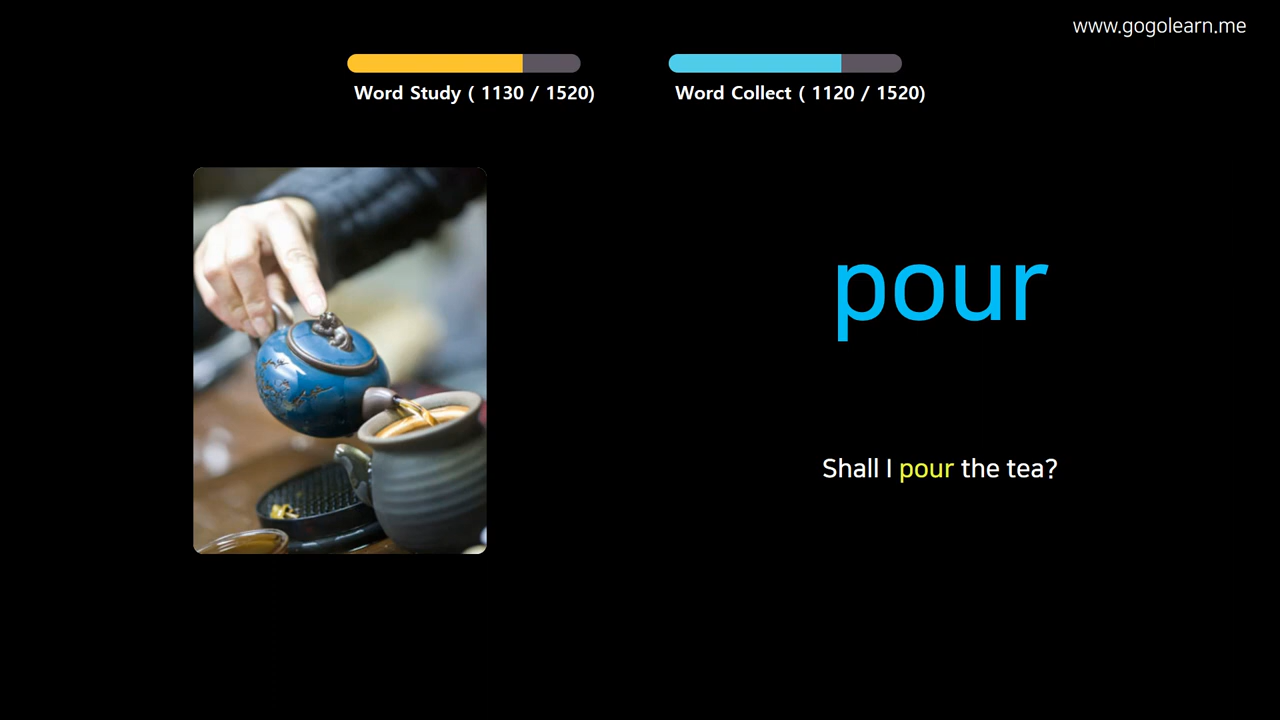 www.gogolearn.me
Word Study ( 1130 / 1520)
Word Collect ( 1120 / 1520)
pour
Shall I pour the tea?